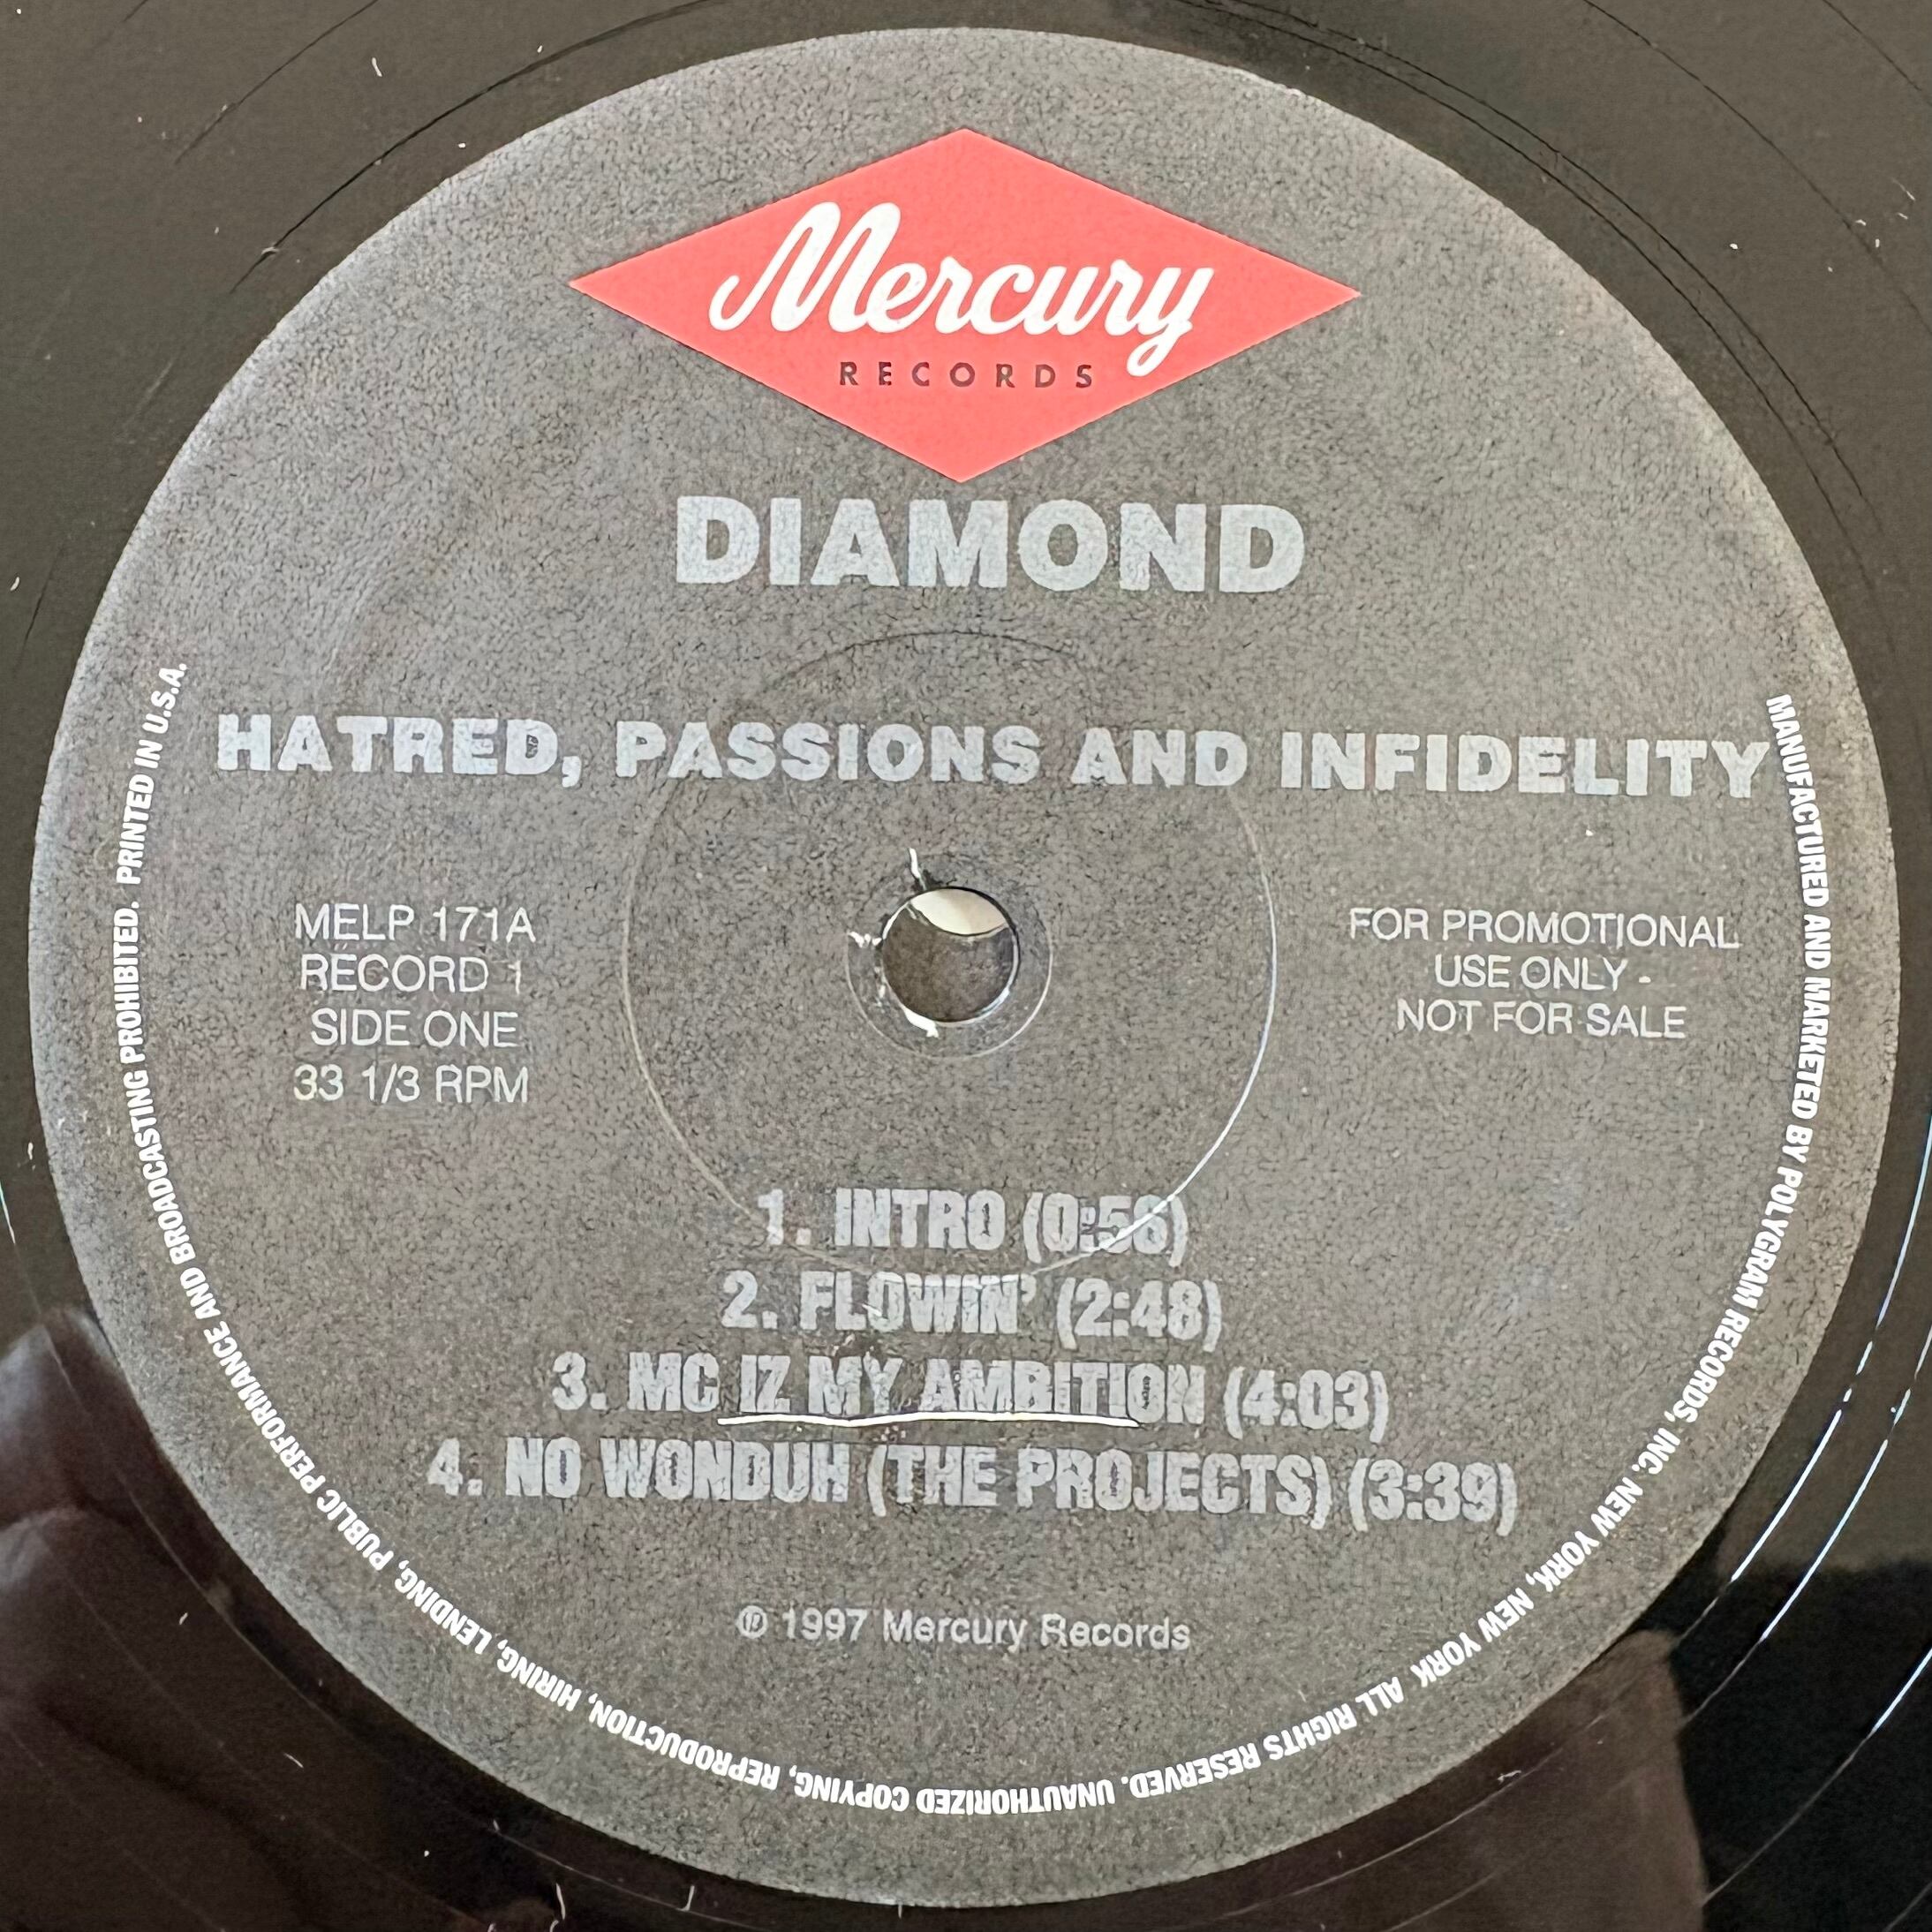 Mercury
RECORDS
DIAMOND
HATRED, PASSIONS AND INFIDELITY
MELP 171A
RECORD 1
SIDE ONE
33 1/3 RPM
FOR PROMOTIONAL
USE ONLY -
NOT FOR SALE
1. INTRO (0:56)
2. FLOWIN' (2:48)
3. MC IZ MY AMBITION (4:03)
4. NO WONDUH (THE PROJECTS) (3:39)
℗ 1997 Mercury Records
MANUFACTURED AND MARKETED BY POLYGRAM RECORDS, INC. NEW YORK, NEW YORK ALL RIGHTS RESERVED. UNAUTHORIZED COPYING, REPRODUCTION, HIRING, LENDING, PUBLIC PERFORMANCE AND BROADCASTING PROHIBITED. PRINTED IN U.S.A.